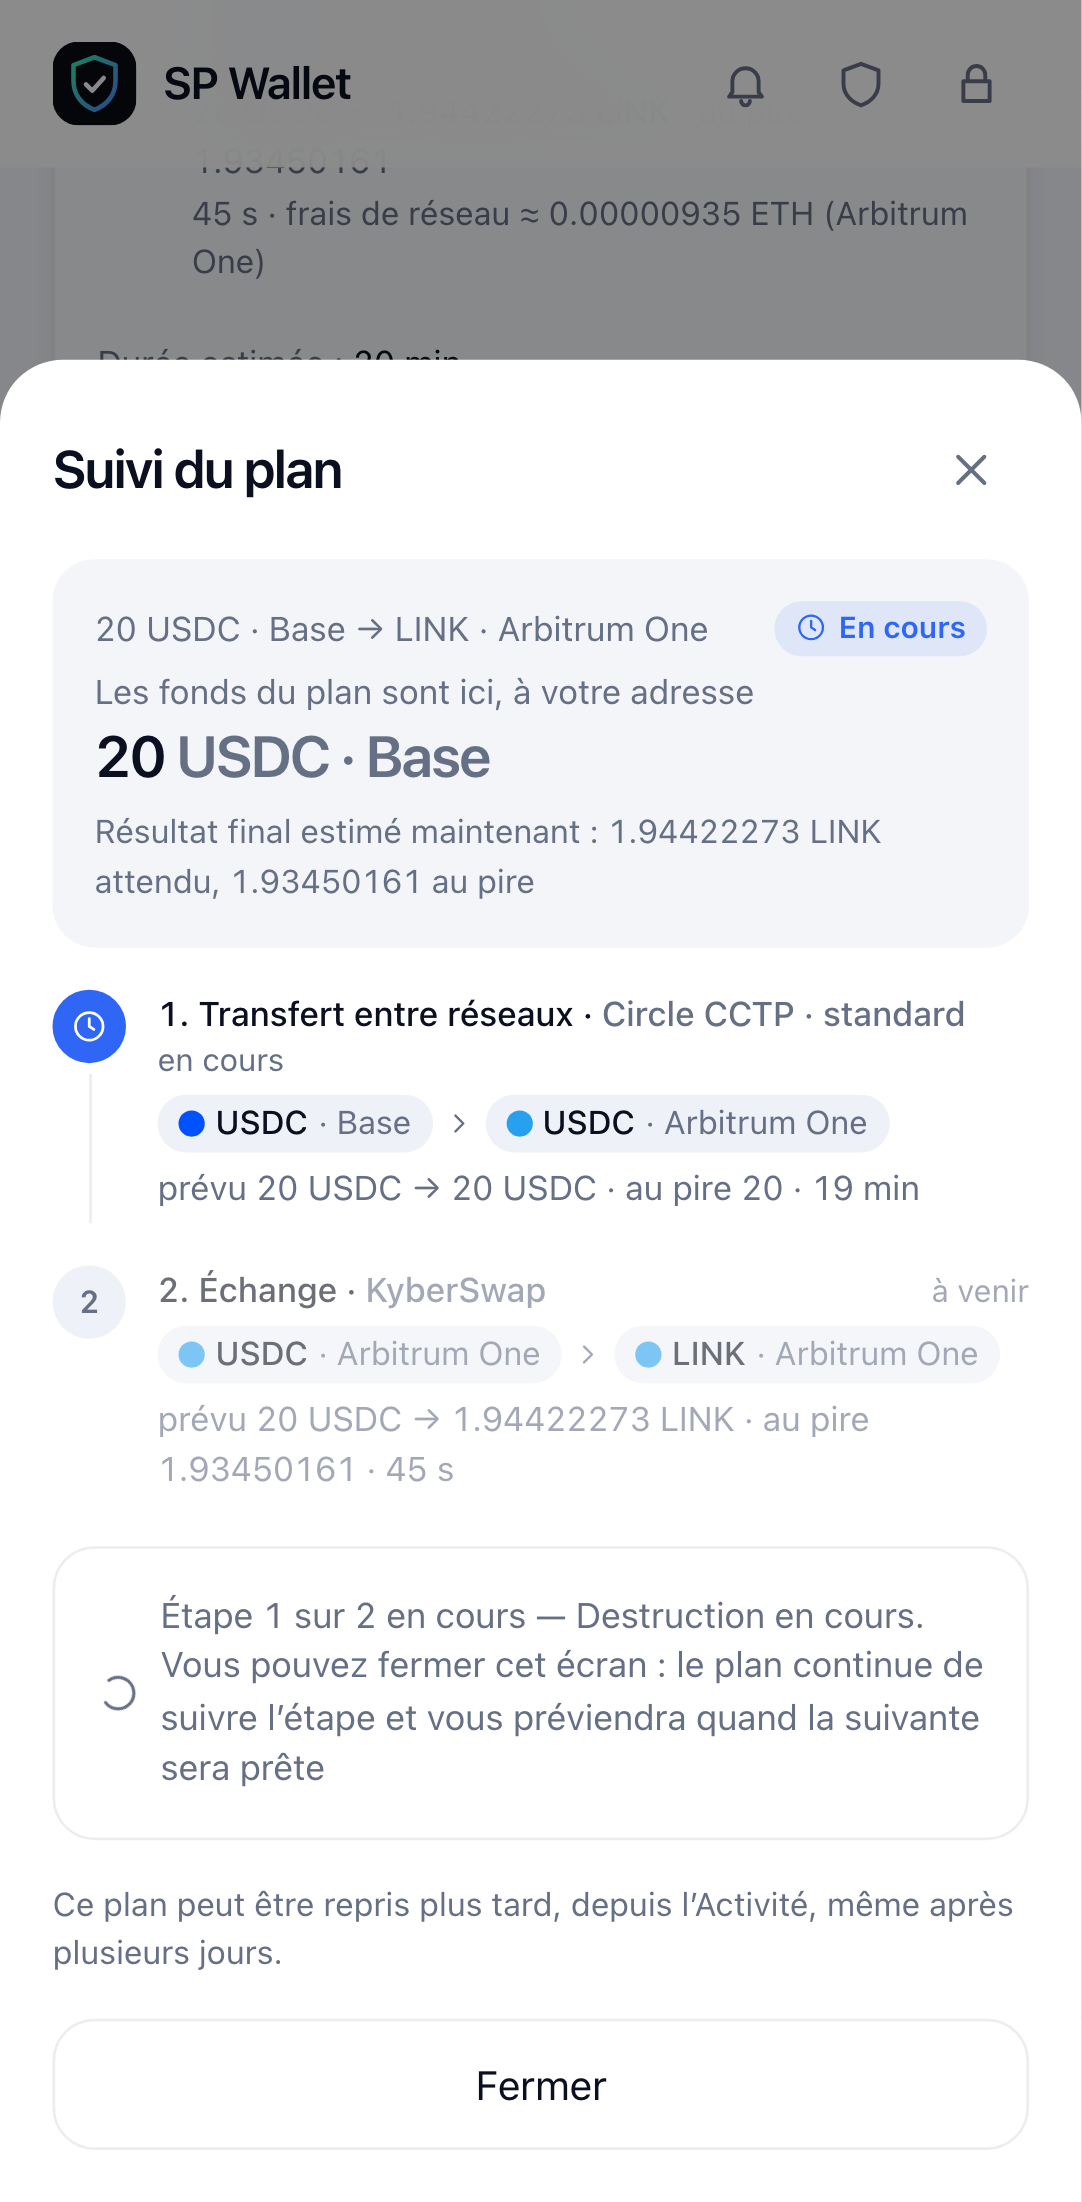 SP Wallet
1.93450161
45 s · frais de réseau ≈ 0.00000935 ETH (Arbitrum
One)
Durée estimée · 20 min
Suivi du plan
20 USDC · Base → LINK · Arbitrum One
En cours
Les fonds du plan sont ici, à votre adresse
20 USDC · Base
Résultat final estimé maintenant : 1.94422273 LINK
attendu, 1.93450161 au pire
1. Transfert entre réseaux · Circle CCTP · standard
en cours
USDC · Base › USDC · Arbitrum One
prévu 20 USDC → 20 USDC · au pire 20 · 19 min
2
2. Échange · KyberSwap
à venir
USDC · Arbitrum One › LINK · Arbitrum One
prévu 20 USDC → 1.94422273 LINK · au pire
1.93450161 · 45 s
Étape 1 sur 2 en cours — Destruction en cours.
Vous pouvez fermer cet écran : le plan continue de
suivre l’étape et vous préviendra quand la suivante
sera prête
Ce plan peut être repris plus tard, depuis l’Activité, même après
plusieurs jours.
Fermer